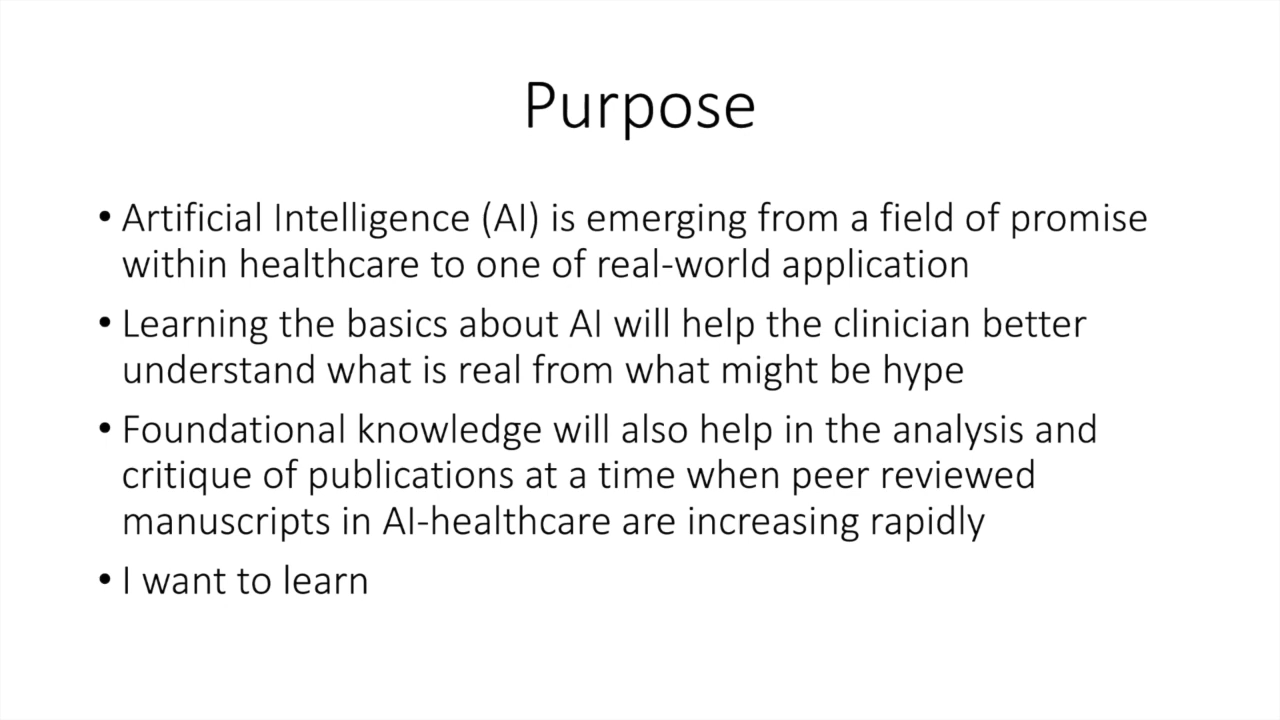 Purpose
• Artificial Intelligence (AI) is emerging from a field of promise
within healthcare to one of real-world application
• Learning the basics about AI will help the clinician better
understand what is real from what might be hype
• Foundational knowledge will also help in the analysis and
critique of publications at a time when peer reviewed
manuscripts in AI-healthcare are increasing rapidly
• I want to learn